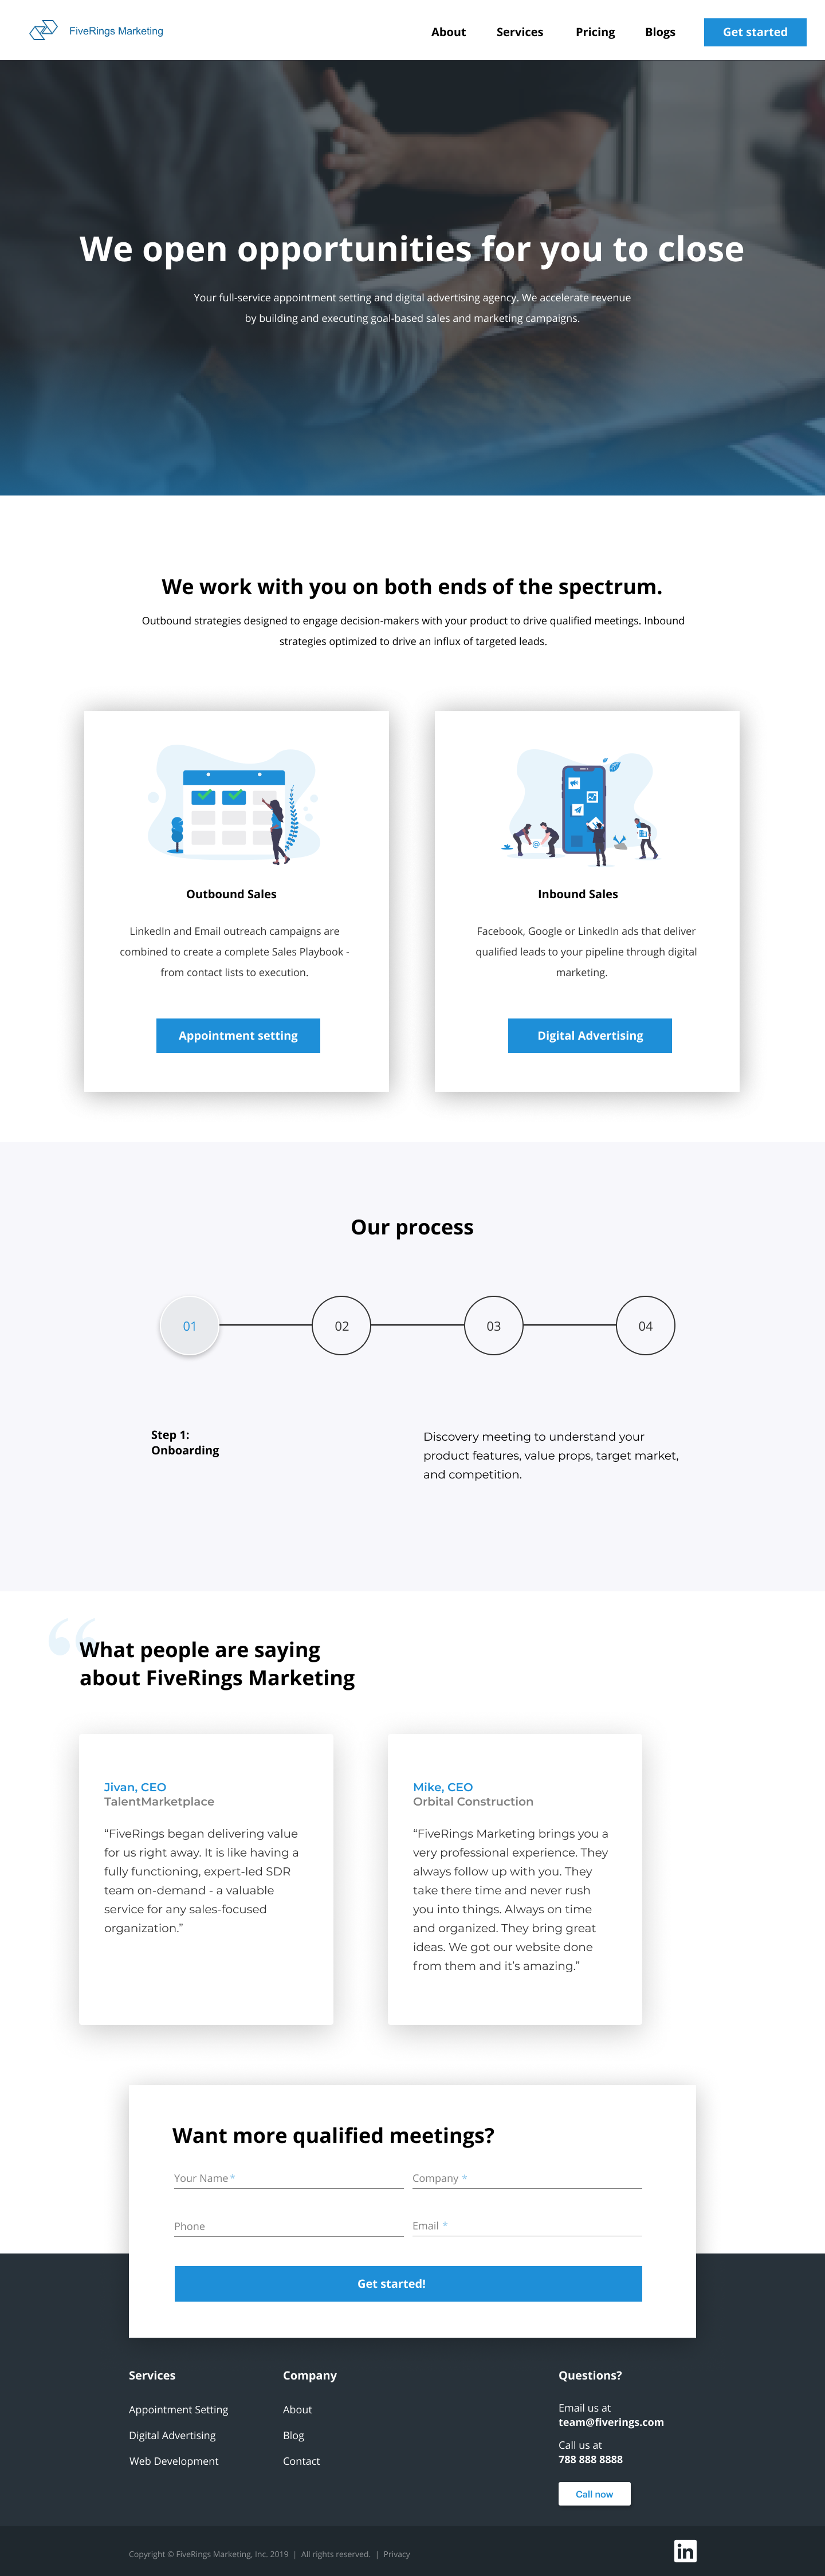 FiveRings Marketing
About
Services
Pricing
Blogs
Get started
We open opportunities for you to close
Your full-service appointment setting and digital advertising agency. We accelerate revenue
by building and executing goal-based sales and marketing campaigns.
We work with you on both ends of the spectrum.
Outbound strategies designed to engage decision-makers with your product to drive qualified meetings. Inbound
strategies optimized to drive an influx of targeted leads.
Outbound Sales
LinkedIn and Email outreach campaigns are
combined to create a complete Sales Playbook -
from contact lists to execution.
Appointment setting
@
Inbound Sales
Facebook, Google or LinkedIn ads that deliver
qualified leads to your pipeline through digital
marketing.
Digital Advertising
Our process
01
02
03
04
Step 1:
Onboarding
Discovery meeting to understand your
product features, value props, target market,
and competition.
“
What people are saying
about FiveRings Marketing
Jivan, CEO
TalentMarketplace
“FiveRings began delivering value
for us right away. It is like having a
fully functioning, expert-led SDR
team on-demand - a valuable
service for any sales-focused
organization.”
Mike, CEO
Orbital Construction
“FiveRings Marketing brings you a
very professional experience. They
always follow up with you. They
take there time and never rush
you into things. Always on time
and organized. They bring great
ideas. We got our website done
from them and it’s amazing.”
Want more qualified meetings?
Your Name *
Company *
Phone
Email *
Get started!
Services
Appointment Setting
Digital Advertising
Web Development
Company
About
Blog
Contact
Questions?
Email us at
team@fiverings.com
Call us at
788 888 8888
Call now
Copyright © FiveRings Marketing, Inc. 2019 | All rights reserved. | Privacy
in